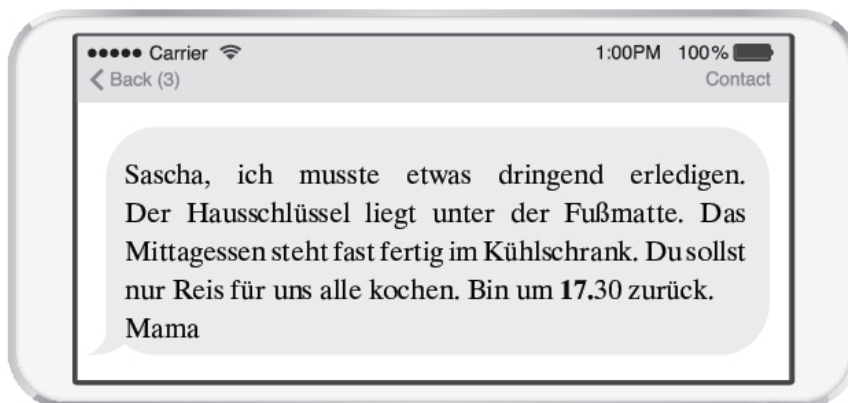 ●●●●● Carrier 1:00PM 100%
Back (3) Contact
Sascha, ich musste etwas dringend erledigen.
Der Hausschlüssel liegt unter der Fußmatte. Das
Mittagessen steht fast fertig im Kühlschrank. Du sollst
nur Reis für uns alle kochen. Bin um 17.30 zurück.
Mama